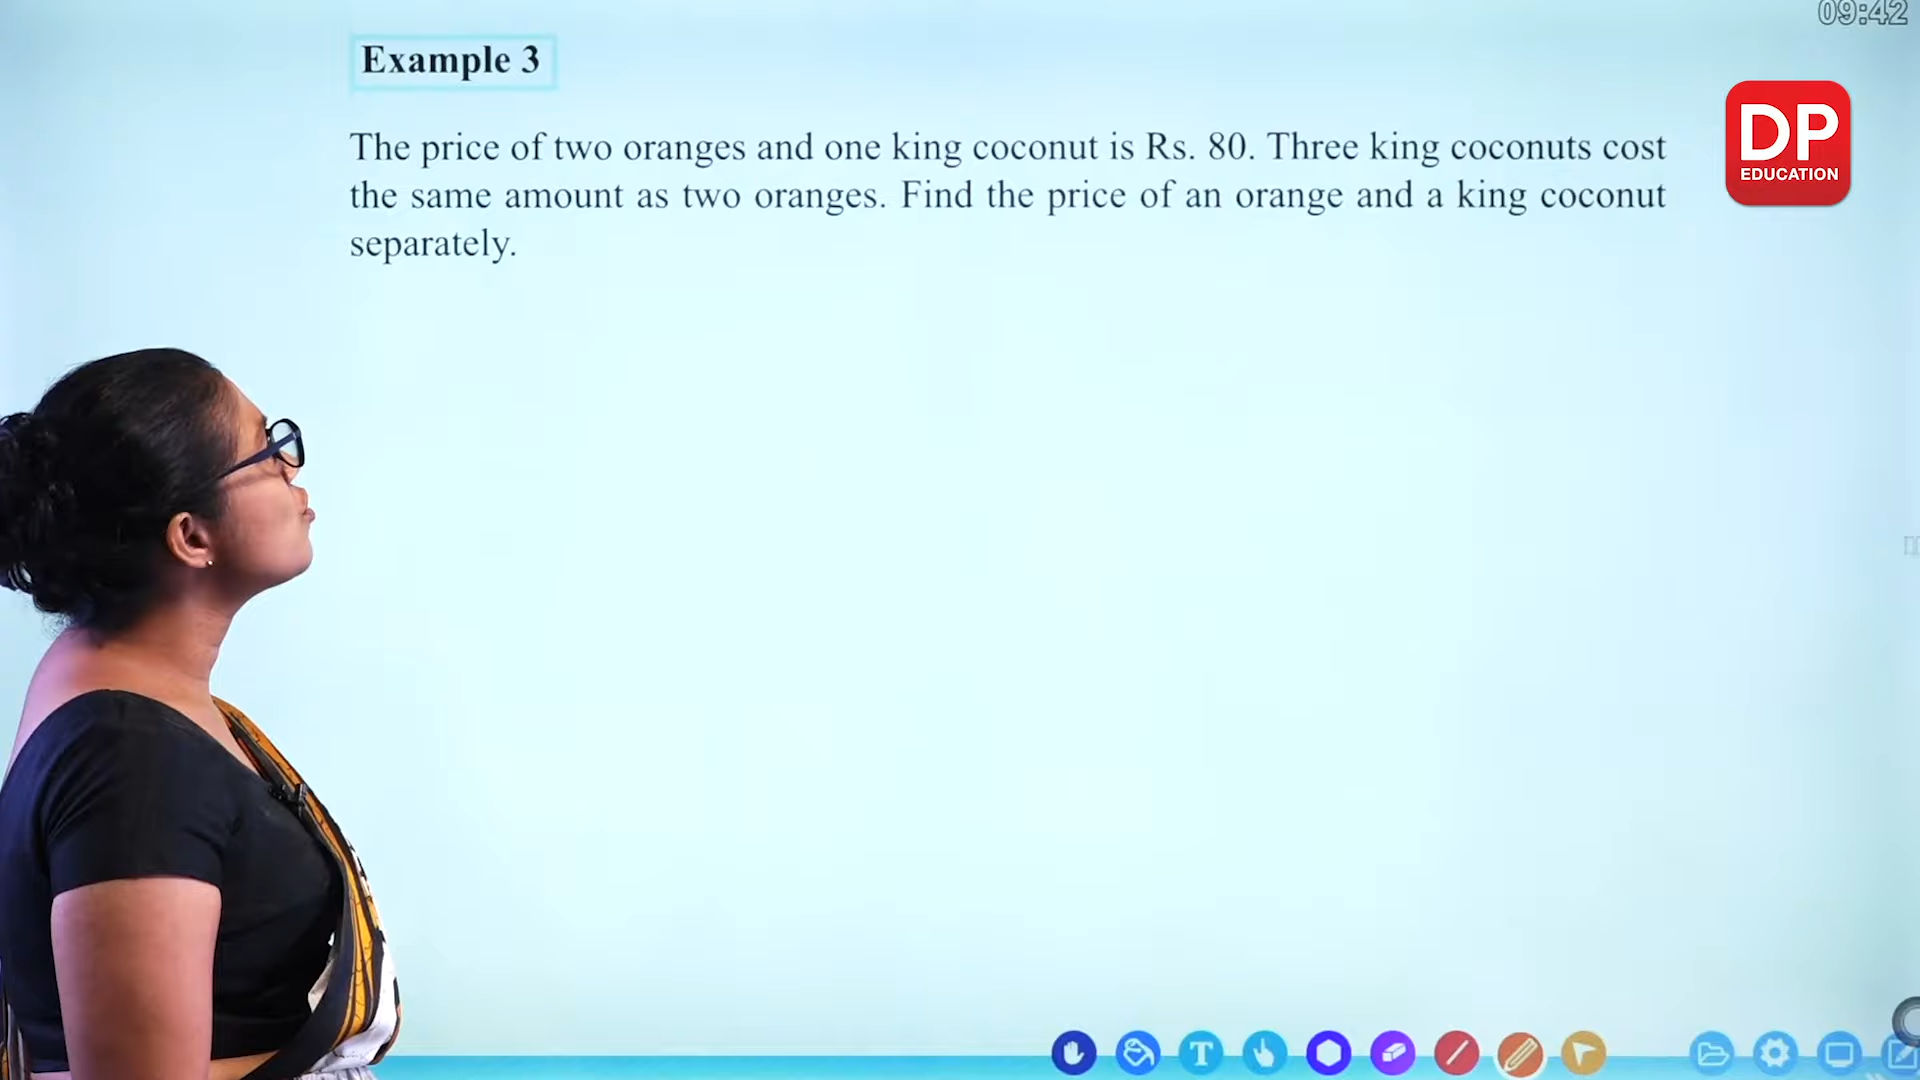 09:42
Example 3
The price of two oranges and one king coconut is Rs. 80. Three king coconuts cost
the same amount as two oranges. Find the price of an orange and a king coconut
separately.
DP
EDUCATION
T